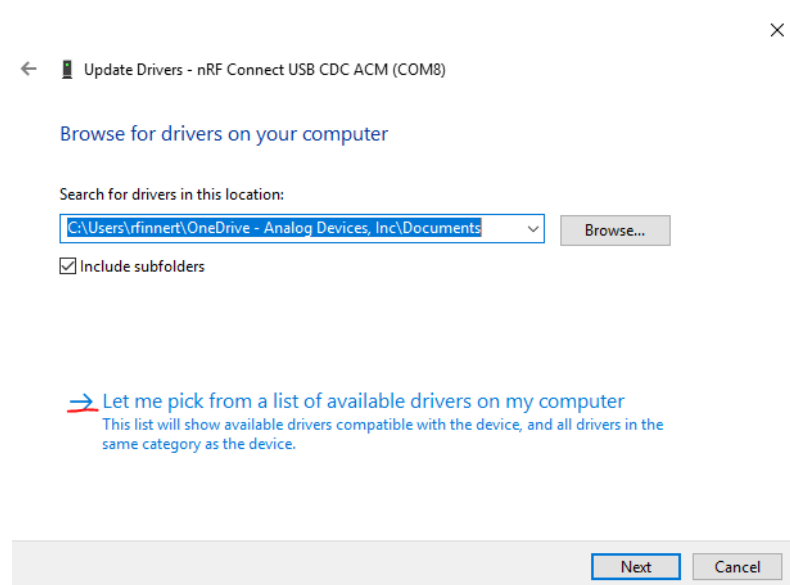 Update Drivers - nRF Connect USB CDC ACM (COM8)
Browse for drivers on your computer
Search for drivers in this location:
C:\Users\rfinnert\OneDrive - Analog Devices, Inc\Documents
Browse...
Include subfolders
Let me pick from a list of available drivers on my computer
This list will show available drivers compatible with the device, and all drivers in the
same category as the device.
Next
Cancel